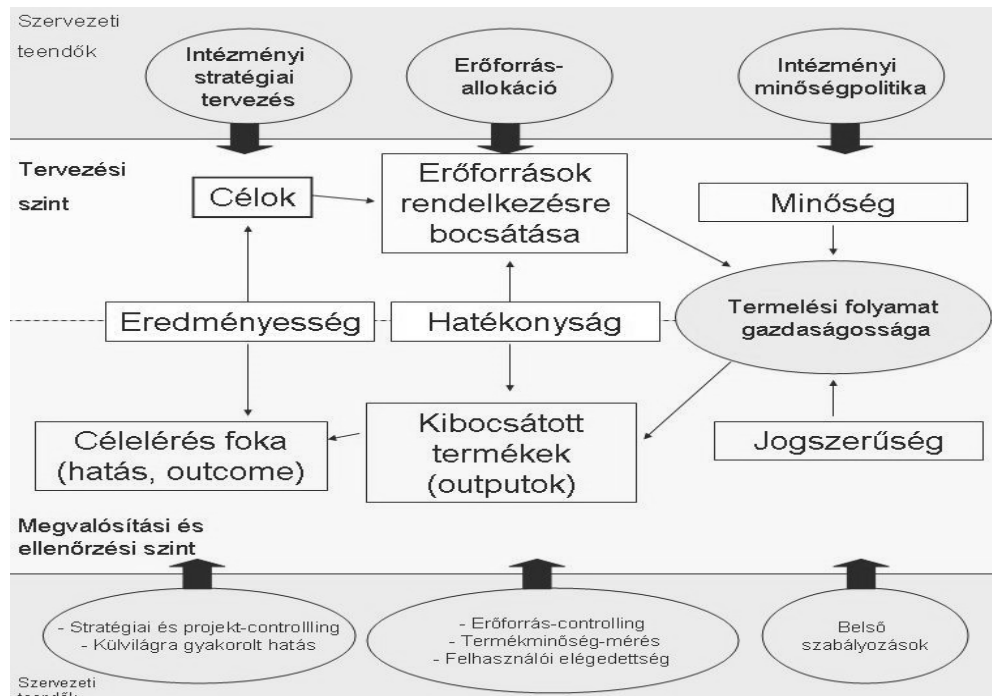 Szervezeti
teendők
Intézményi
stratégiai
tervezés
Erőforrás-
allokáció
Intézményi
minőségpolitika
Tervezési
szint
Célok
Erőforrások
rendelkezésre
bocsátása
Minőség
Eredményesség
Hatékonyság
Termelési folyamat
gazdaságossága
Célelérés foka
(hatás, outcome)
Kibocsátott
termékek
(outputok)
Jogszerűség
Megvalósítási és
ellenőrzési szint
- Stratégiai és projekt-controllling
- Külvilágra gyakorolt hatás
- Erőforrás-controlling
- Termékminőség-mérés
- Felhasználói elégedettség
Belső
szabályozások
Szervezeti
teendők